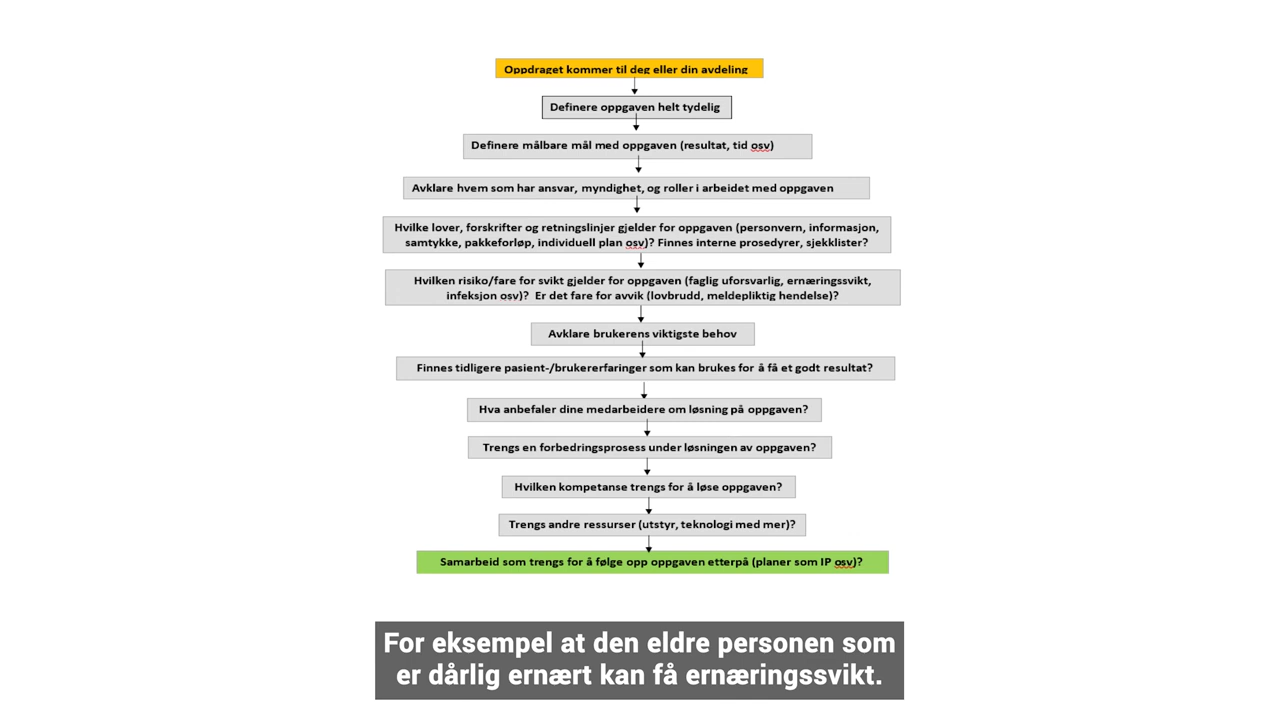 Oppdraget kommer til deg eller din avdeling
Definere oppgaven helt tydelig
Definere målbare mål med oppgaven (resultat, tid osv)
Avklare hvem som har ansvar, myndighet, og roller i arbeidet med oppgaven
Hvilke lover, forskrifter og retningslinjer gjelder for oppgaven (personvern, informasjon,
samtykke, pakkeforløp, individuell plan osv)? Finnes interne prosedyrer, sjekklister?
Hvilken risiko/fare for svikt gjelder for oppgaven (faglig uforsvarlig, ernæringssvikt,
infeksjon osv)? Er det fare for avvik (lovbrudd, meldepliktig hendelse)?
Avklare brukerens viktigste behov
Finnes tidligere pasient-/brukererfaringer som kan brukes for å få et godt resultat?
Hva anbefaler dine medarbeidere om løsning på oppgaven?
Trengs en forbedringsprosess under løsningen av oppgaven?
Hvilken kompetanse trengs for å løse oppgaven?
Trengs andre ressurser (utstyr, teknologi med mer)?
Samarbeid som trengs for å følge opp oppgaven etterpå (planer som IP osv)?
For eksempel at den eldre personen som
er dårlig ernært kan få ernæringssvikt.